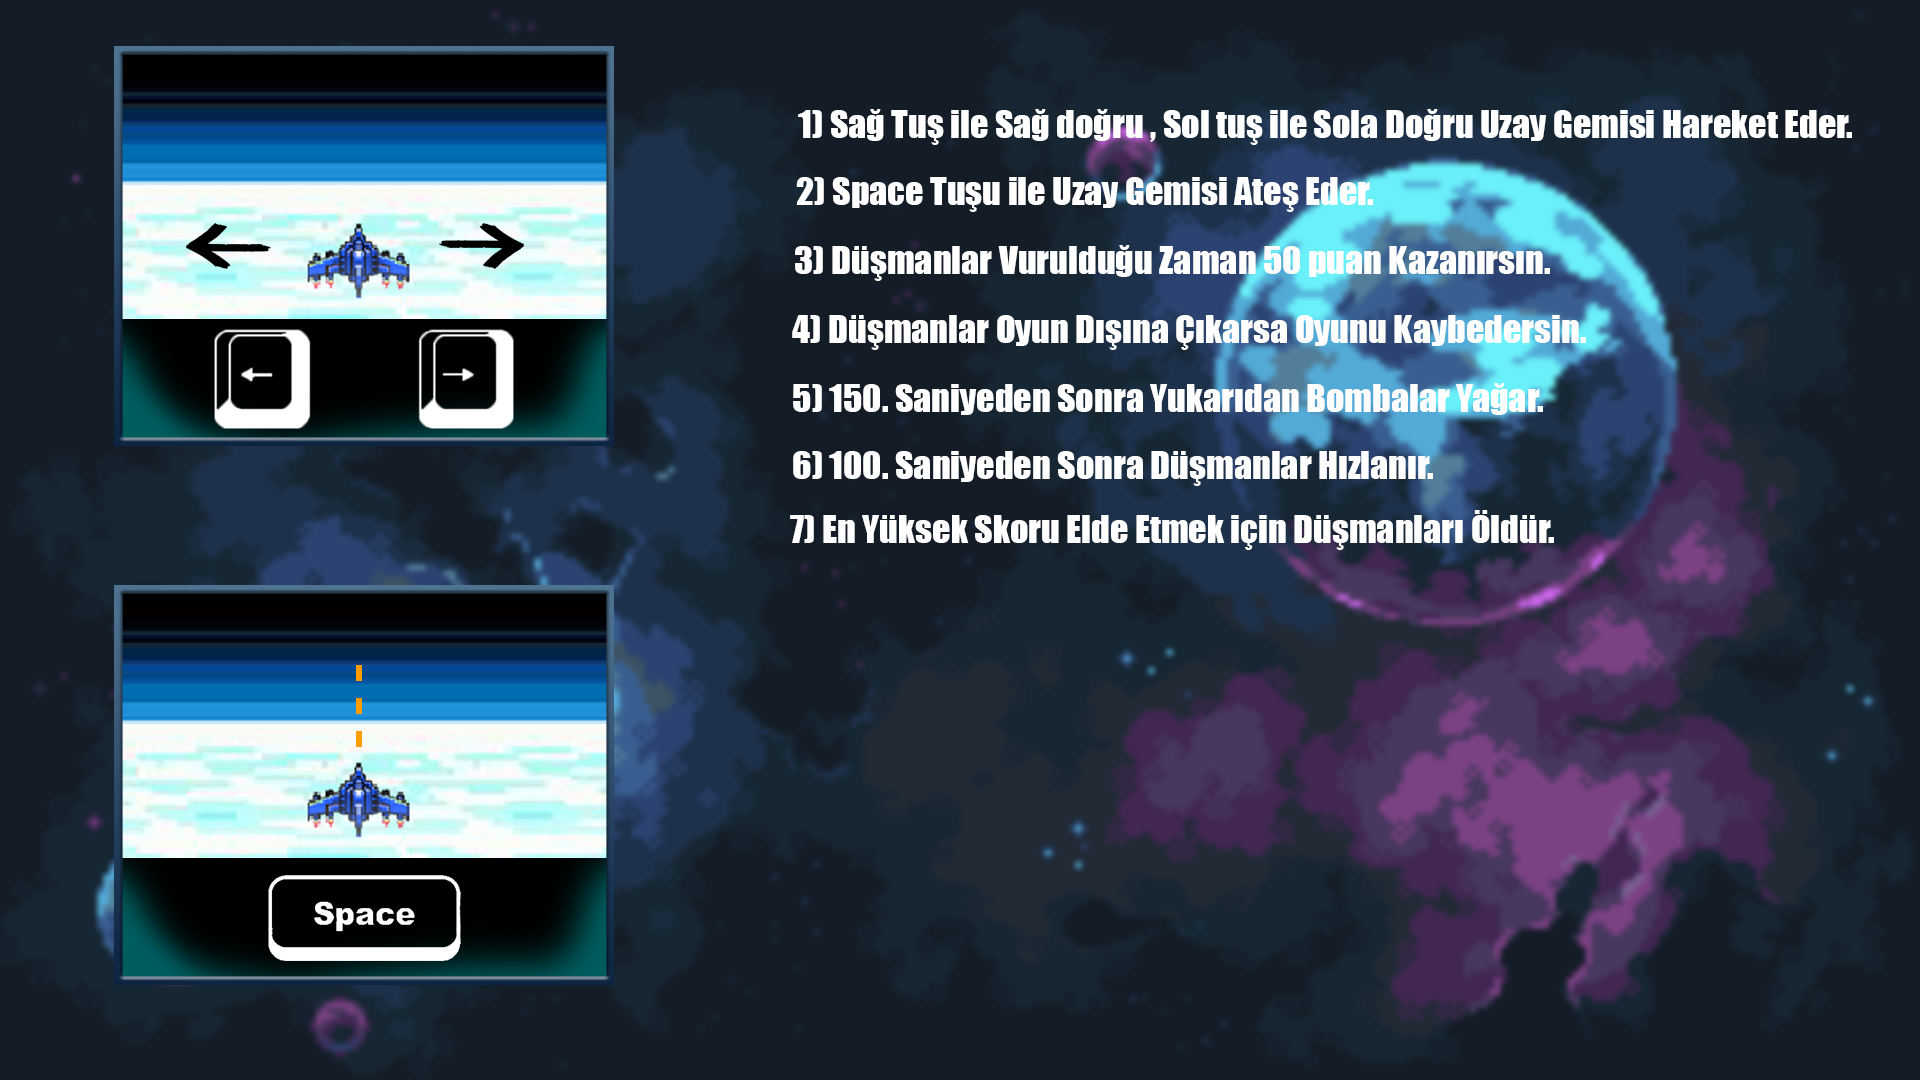 1) Sağ Tuş ile Sağ doğru , Sol tuş ile Sola Doğru Uzay Gemisi Hareket Eder.
2) Space Tuşu ile Uzay Gemisi Ateş Eder.
3) Düşmanlar Vurulduğu Zaman 50 puan Kazanırsın.
4) Düşmanlar Oyun Dışına Çıkarsa Oyunu Kaybedersin.
5) 150. Saniyeden Sonra Yukarıdan Bombalar Yağar.
6) 100. Saniyeden Sonra Düşmanlar Hızlanır.
7) En Yüksek Skoru Elde Etmek için Düşmanları Öldür.
Space